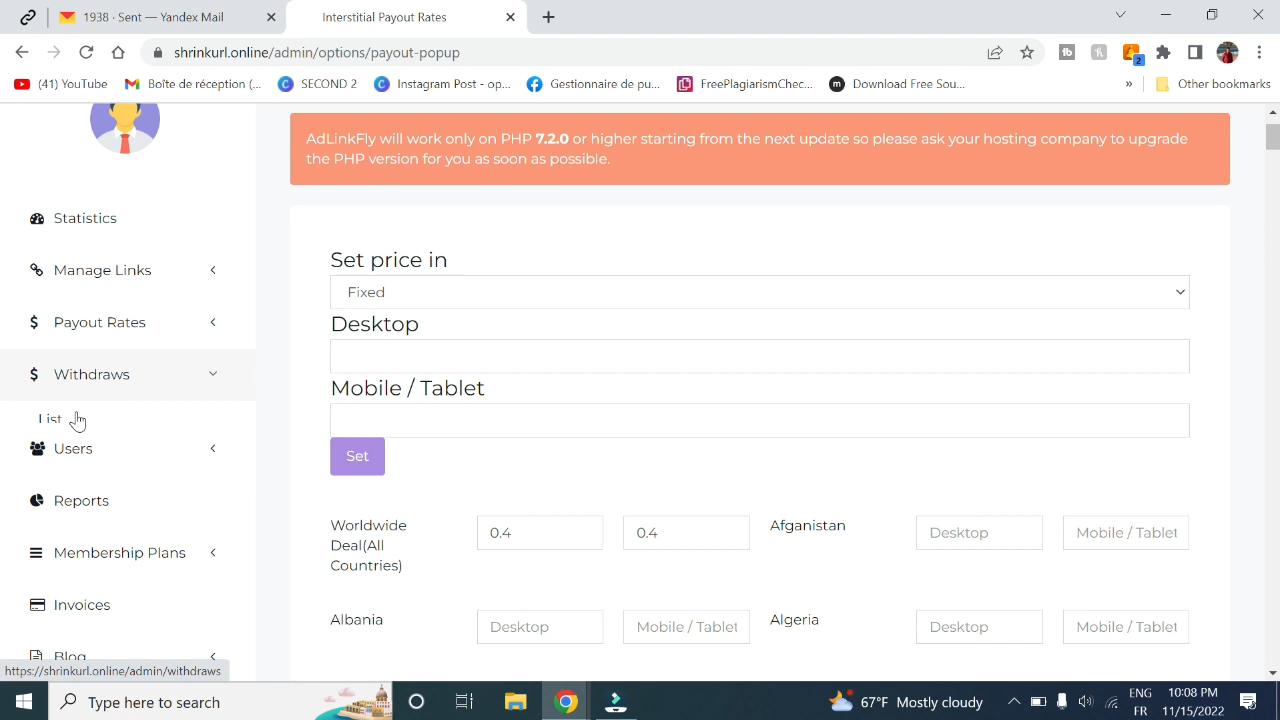 1938 · Sent — Yandex Mail
Interstitial Payout Rates
shrinkurl.online/admin/options/payout-popup
2
(41) YouTube
Boîte de réception (...
SECOND 2
Instagram Post - op...
Gestionnaire de pu...
FreePlagiarismChec...
Download Free Sou...
»
Other bookmarks
AdLinkFly will work only on PHP 7.2.0 or higher starting from the next update so please ask your hosting company to upgrade
the PHP version for you as soon as possible.
Statistics
Manage Links
Payout Rates
Withdraws
List
Users
Reports
Membership Plans
Invoices
Blog
Set price in
Fixed
Desktop
Mobile / Tablet
Set
Worldwide
Deal(All
Countries)
0.4
0.4
Afganistan
Desktop
Mobile / Tablet
Albania
Desktop
Mobile / Tablet
Algeria
Desktop
Mobile / Tablet
https://shrinkurl.online/admin/withdraws
Type here to search
67°F Mostly cloudy
ENG
FR
10:08 PM
11/15/2022